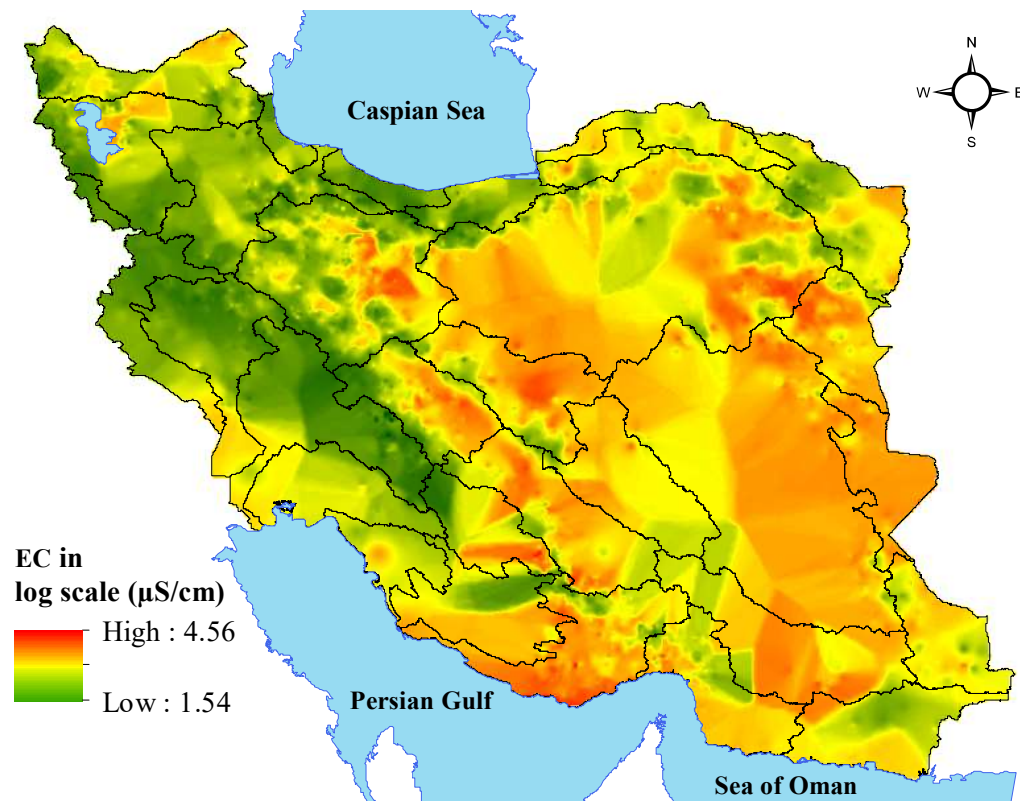 N
W
E
S
Caspian Sea
EC in
log scale (µS/cm)
High : 4.56
Low : 1.54
Persian Gulf
Sea of Oman